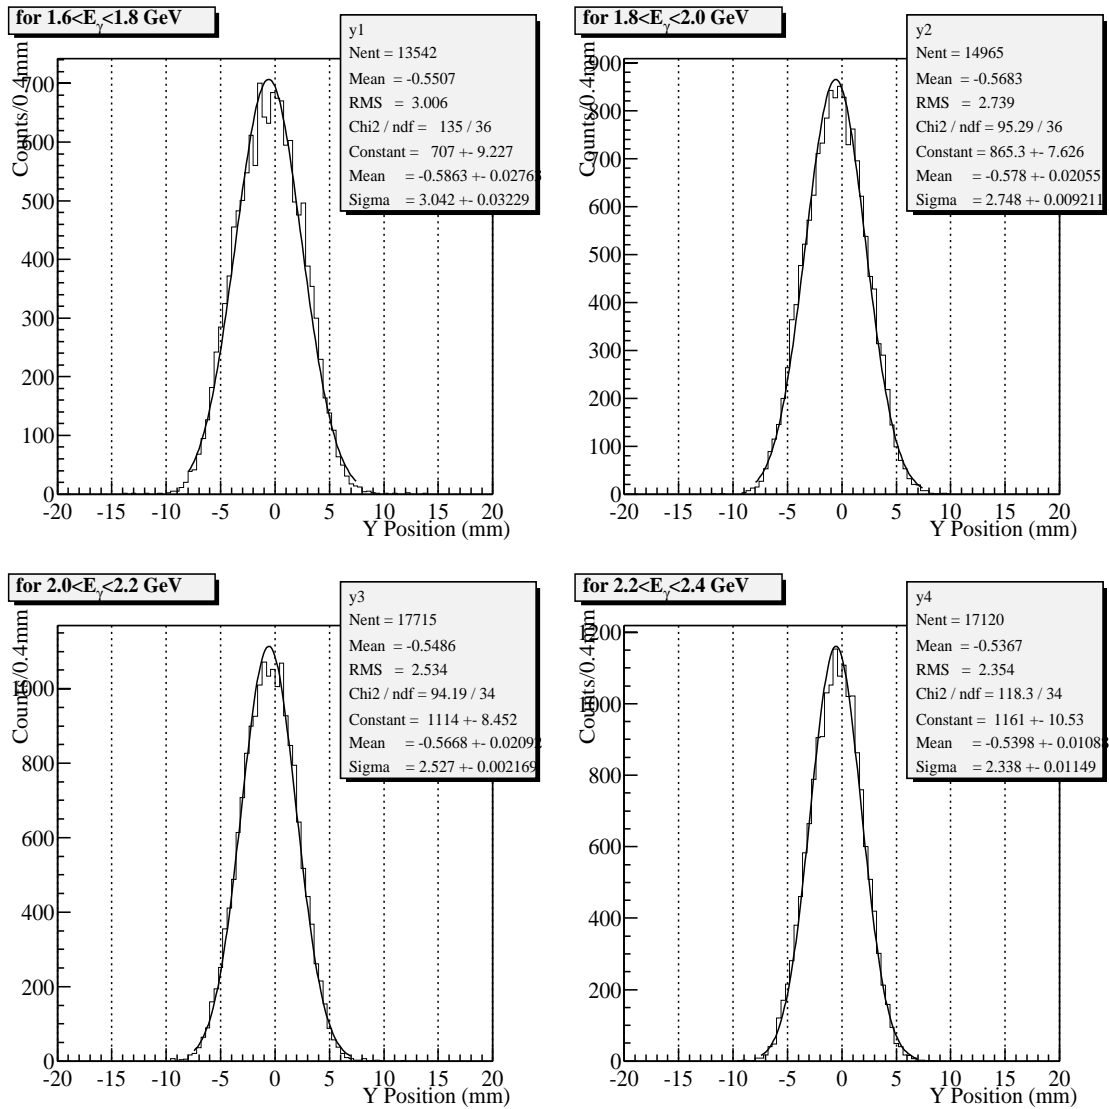 for 1.6<Eγ<1.8 GeV
y1
Nent = 13542
Mean = -0.5507
RMS = 3.006
Chi2 / ndf = 135 / 36
Constant = 707 +- 9.227
Mean = -0.5863 +- 0.02763
Sigma = 3.042 +- 0.03229
Counts/0.4mm
700
600
500
400
300
200
100
0
-20 -15 -10 -5 0 5 10 15 20
Y Position (mm)
for 1.8<Eγ<2.0 GeV
y2
Nent = 14965
Mean = -0.5683
RMS = 2.739
Chi2 / ndf = 95.29 / 36
Constant = 865.3 +- 7.626
Mean = -0.578 +- 0.02055
Sigma = 2.748 +- 0.009211
Counts/0.4mm
900
800
700
600
500
400
300
200
100
0
-20 -15 -10 -5 0 5 10 15 20
Y Position (mm)
for 2.0<Eγ<2.2 GeV
y3
Nent = 17715
Mean = -0.5486
RMS = 2.534
Chi2 / ndf = 94.19 / 34
Constant = 1114 +- 8.452
Mean = -0.5668 +- 0.02092
Sigma = 2.527 +- 0.002169
Counts/0.4mm
1000
800
600
400
200
0
-20 -15 -10 -5 0 5 10 15 20
Y Position (mm)
for 2.2<Eγ<2.4 GeV
y4
Nent = 17120
Mean = -0.5367
RMS = 2.354
Chi2 / ndf = 118.3 / 34
Constant = 1161 +- 10.53
Mean = -0.5398 +- 0.01088
Sigma = 2.338 +- 0.01149
Counts/0.4mm
1200
1000
800
600
400
200
0
-20 -15 -10 -5 0 5 10 15 20
Y Position (mm)